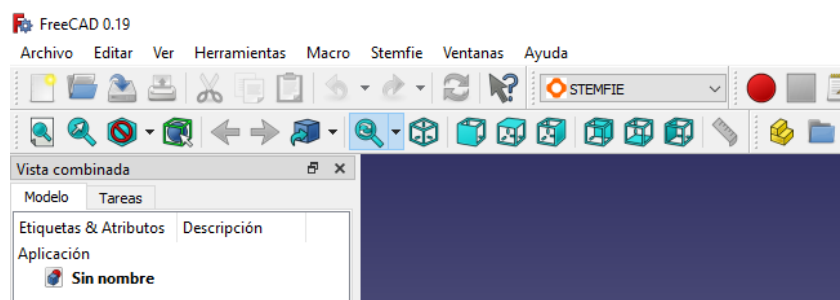 FreeCAD 0.19
Archivo Editar Ver Herramientas Macro Stemfie Ventanas Ayuda
STEMFIE
Vista combinada
Modelo Tareas
Etiquetas & Atributos Descripción
Aplicación
Sin nombre